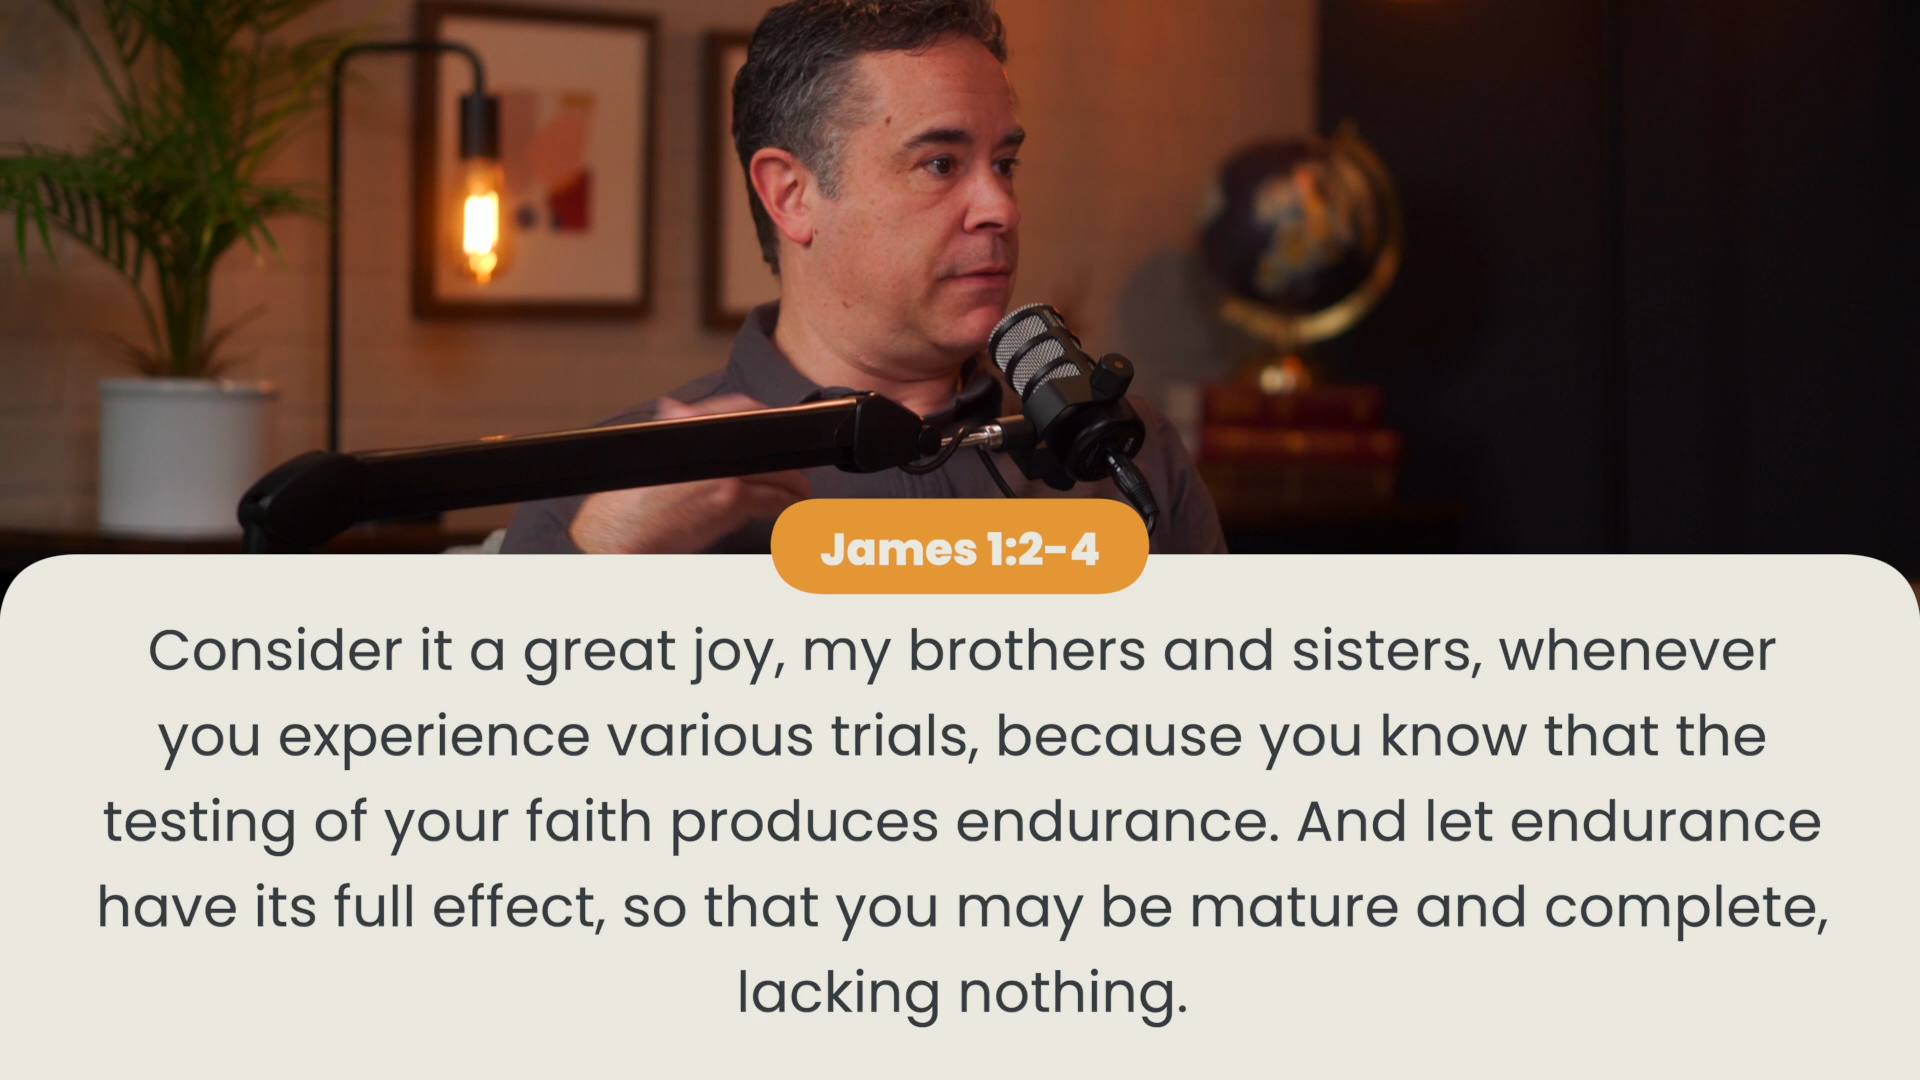 James 1:2-4
Consider it a great joy, my brothers and sisters, whenever
you experience various trials, because you know that the
testing of your faith produces endurance. And let endurance
have its full effect, so that you may be mature and complete,
lacking nothing.